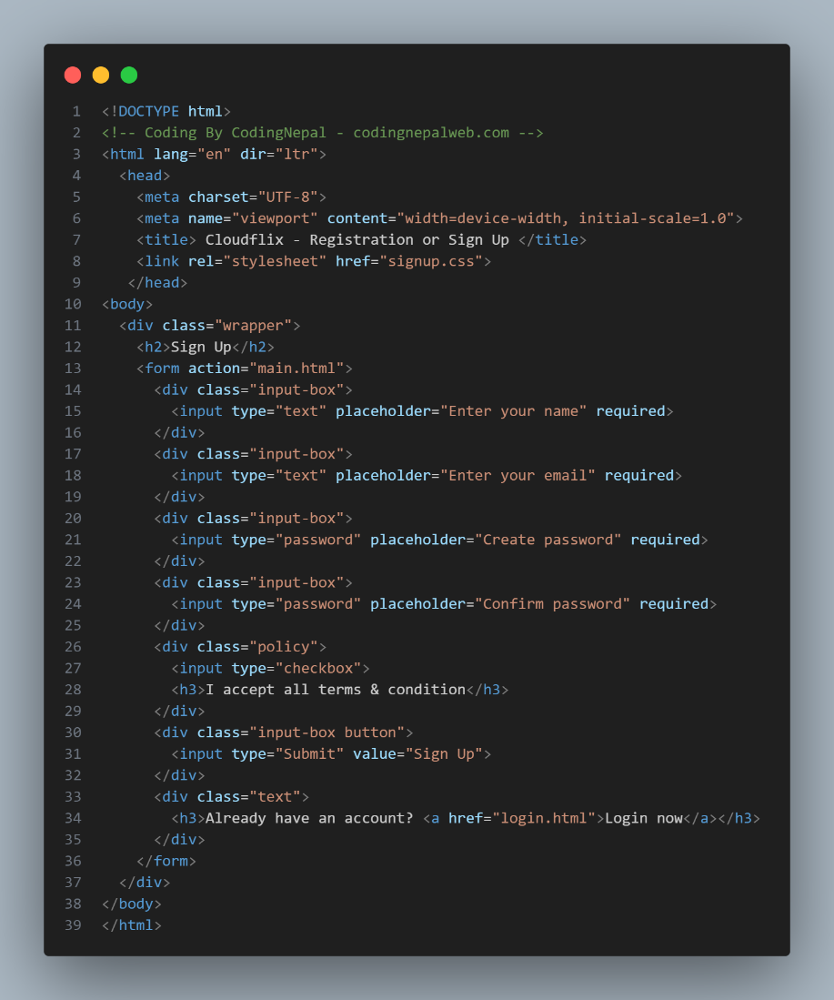 1 <!DOCTYPE html>
2 <!-- Coding By CodingNepal - codingnepalweb.com -->
3 <html lang="en" dir="ltr">
4   <head>
5     <meta charset="UTF-8">
6     <meta name="viewport" content="width=device-width, initial-scale=1.0">
7     <title> Cloudflix - Registration or Sign Up </title>
8     <link rel="stylesheet" href="signup.css">
9    </head>
10 <body>
11   <div class="wrapper">
12     <h2>Sign Up</h2>
13     <form action="main.html">
14       <div class="input-box">
15         <input type="text" placeholder="Enter your name" required>
16       </div>
17       <div class="input-box">
18         <input type="text" placeholder="Enter your email" required>
19       </div>
20       <div class="input-box">
21         <input type="password" placeholder="Create password" required>
22       </div>
23       <div class="input-box">
24         <input type="password" placeholder="Confirm password" required>
25       </div>
26       <div class="policy">
27         <input type="checkbox">
28         <h3>I accept all terms & condition</h3>
29       </div>
30       <div class="input-box button">
31         <input type="Submit" value="Sign Up">
32       </div>
33       <div class="text">
34         <h3>Already have an account? <a href="login.html">Login now</a></h3>
35       </div>
36     </form>
37   </div>
38 </body>
39 </html>